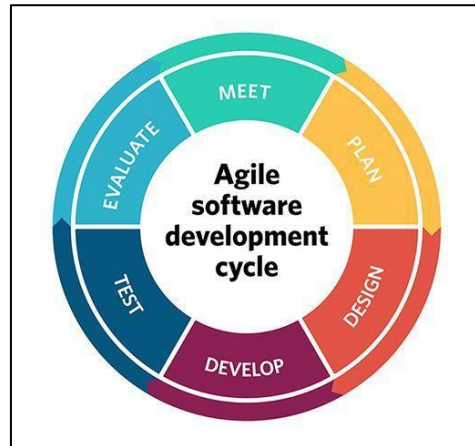 MEET
PLAN
DESIGN
DEVELOP
TEST
EVALUATE
Agile
software
development
cycle